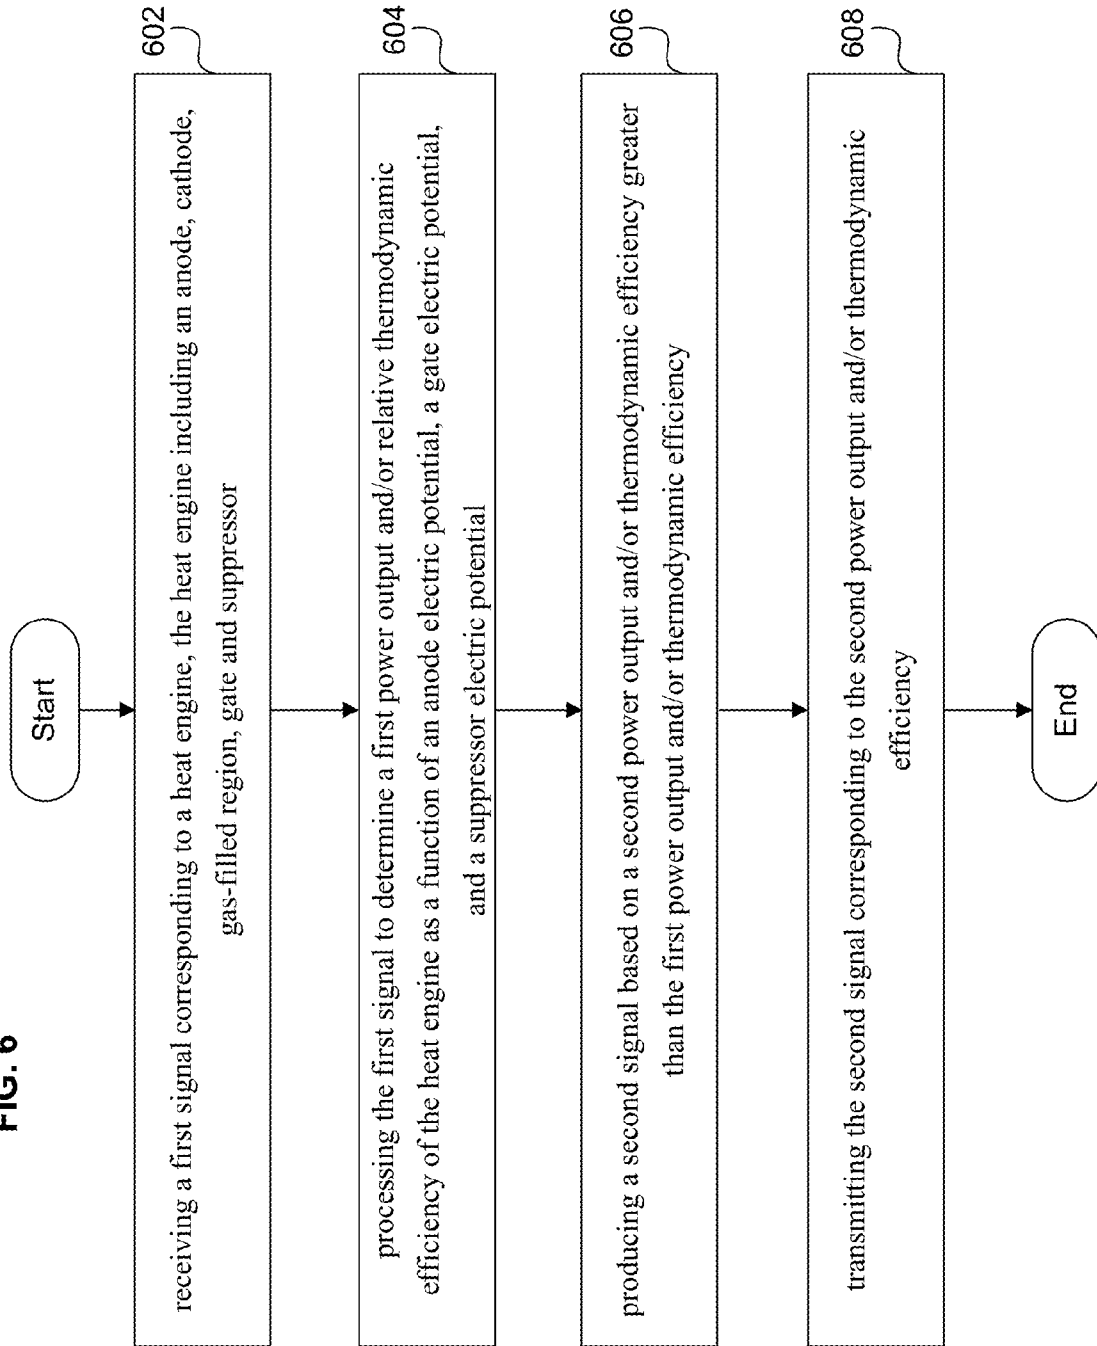 FIG. 6
Start
602
receiving a first signal corresponding to a heat engine, the heat engine including an anode, cathode,
gas-filled region, gate and suppressor
604
processing the first signal to determine a first power output and/or relative thermodynamic
efficiency of the heat engine as a function of an anode electric potential, a gate electric potential,
and a suppressor electric potential
606
producing a second signal based on a second power output and/or thermodynamic efficiency greater
than the first power output and/or thermodynamic efficiency
608
transmitting the second signal corresponding to the second power output and/or thermodynamic
efficiency
End